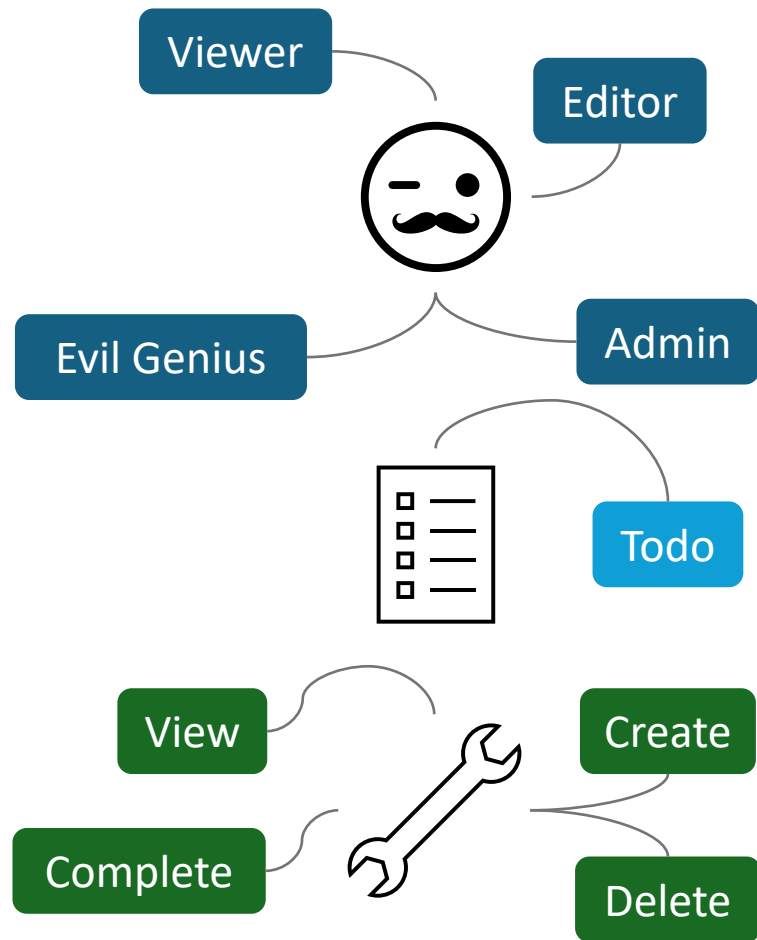 Viewer
Editor
Evil Genius
Admin
Todo
View
Create
Complete
Delete